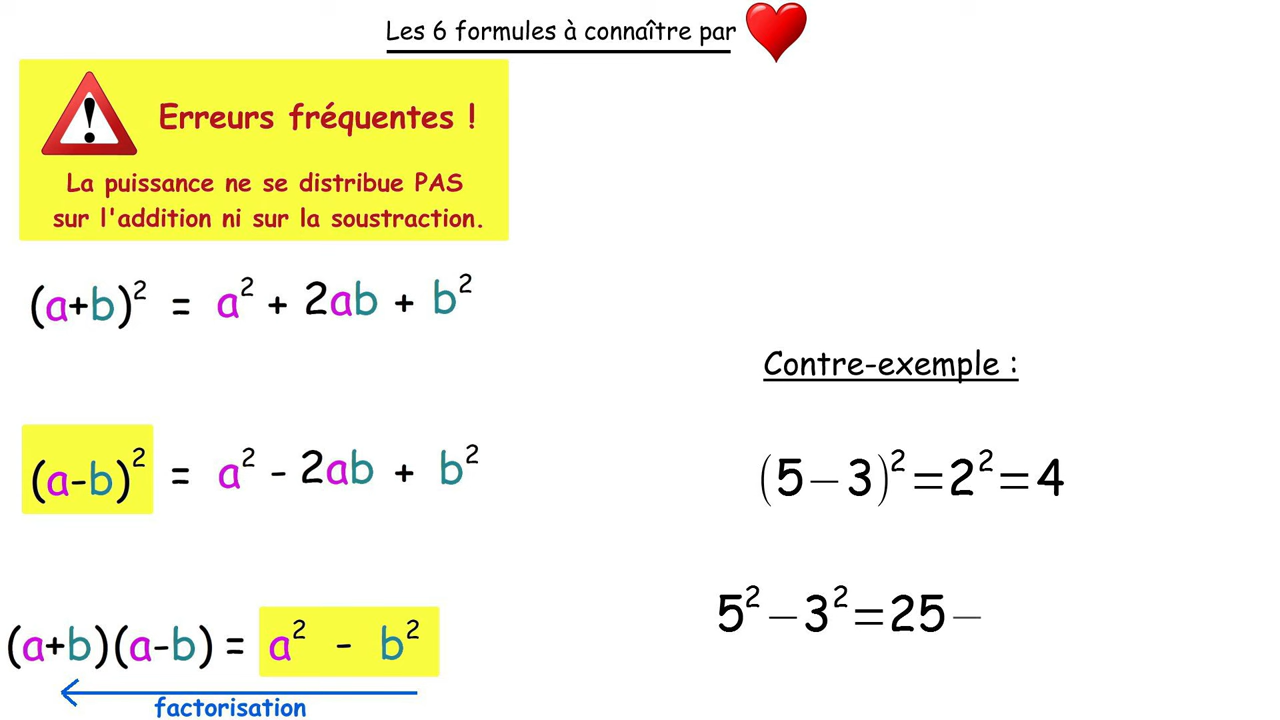 Les 6 formules à connaître par
Erreurs fréquentes !
La puissance ne se distribue PAS
sur l'addition ni sur la soustraction.
(a+b)² = a² + 2ab + b²
Contre-exemple :
(a-b)² = a² - 2ab + b²
(5-3)²=2²=4
5²-3²=25-
(a+b)(a-b) = a² - b²
factorisation